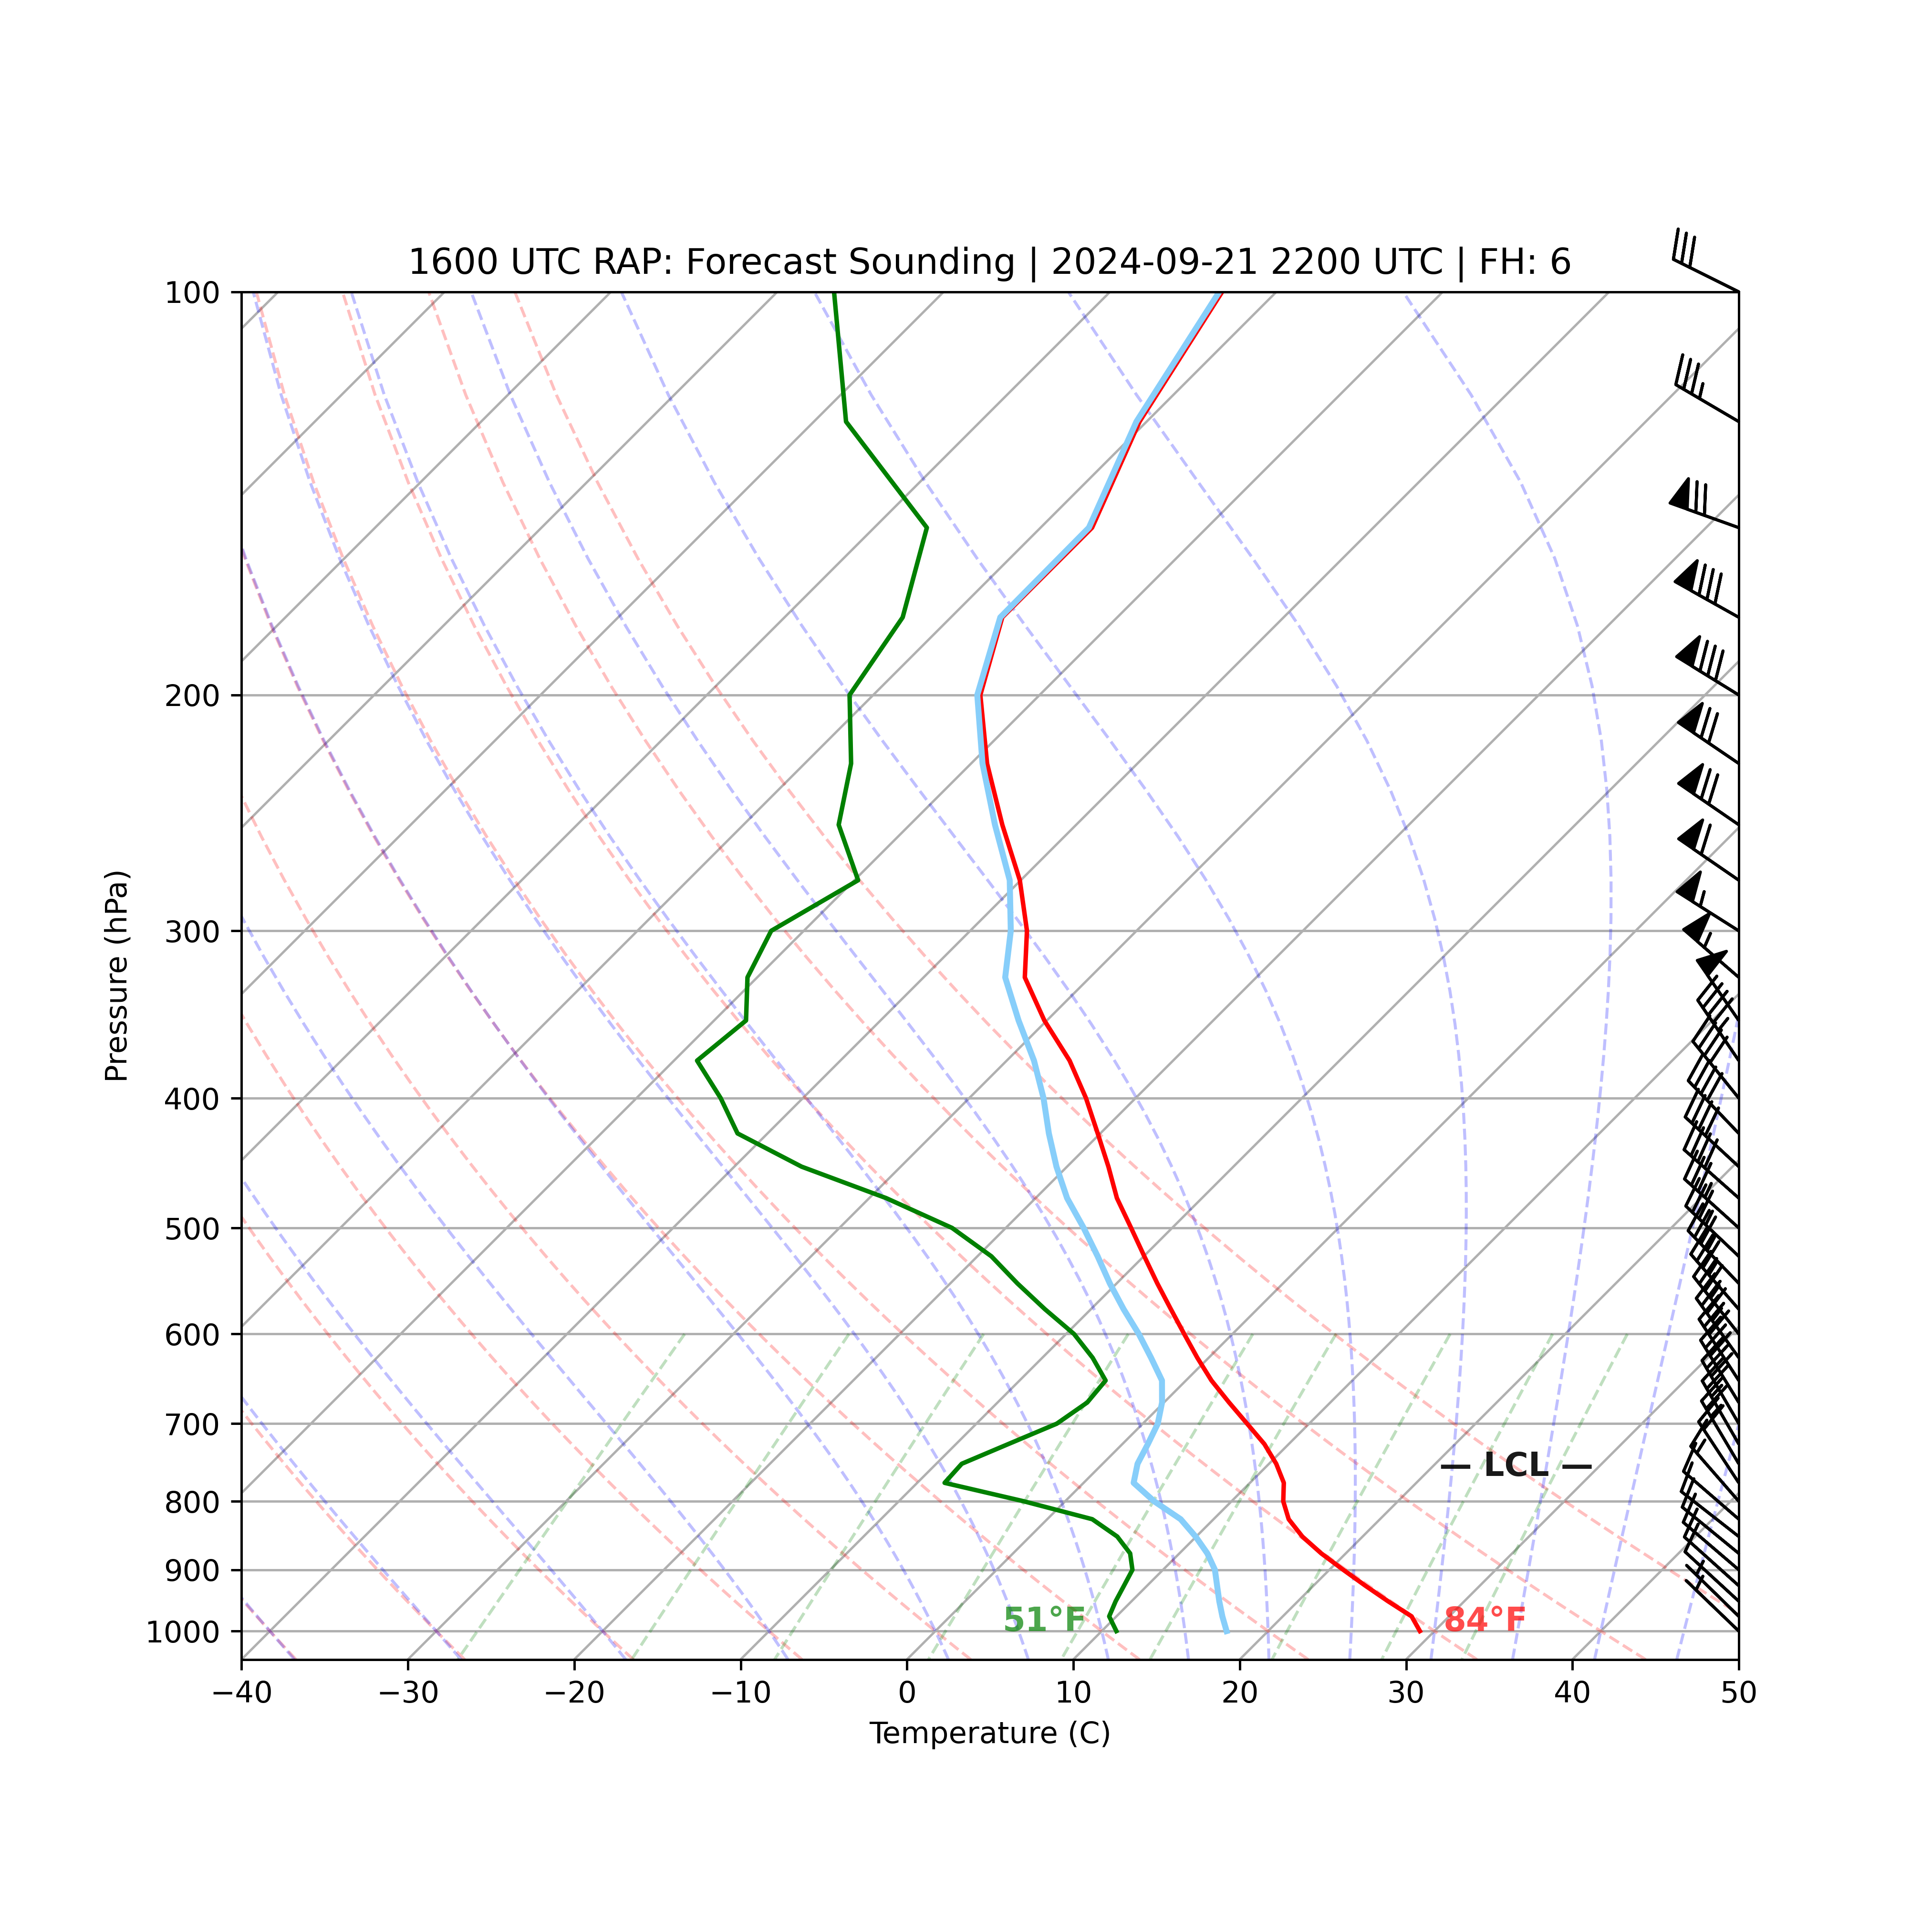 1600 UTC RAP: Forecast Sounding | 2024-09-21 2200 UTC | FH: 6
100
200
300
400
500
600
700
800
900
1000
Pressure (hPa)
— LCL —
51°F
84°F
−40 −30 −20 −10 0 10 20 30 40 50
Temperature (C)